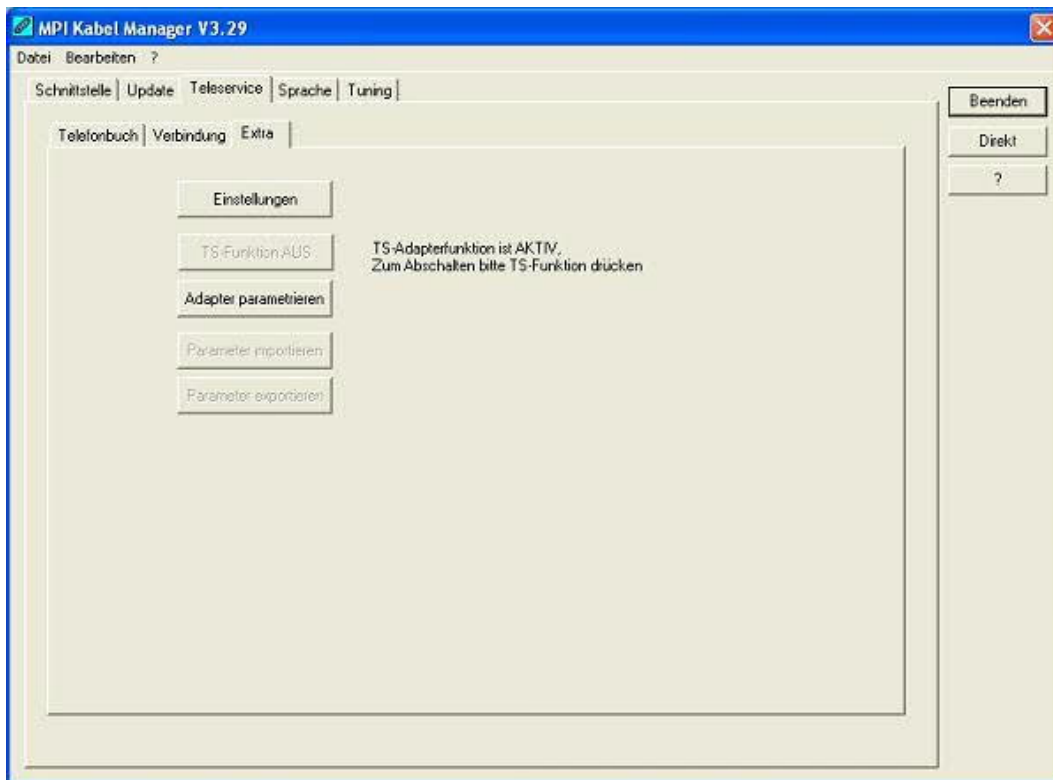 MPI Kabel Manager V3.29
Datei Bearbeiten ?
Schnittstelle Update Teleservice Sprache Tuning
Beenden
Telefonbuch Verbindung Extra
Direkt
?
Einstellungen
TS-Funktion AUS
TS-Adapterfunktion ist AKTIV,
Zum Abschalten bitte TS-Funktion drücken
Adapter parametrieren
Parameter importieren
Parameter exportieren